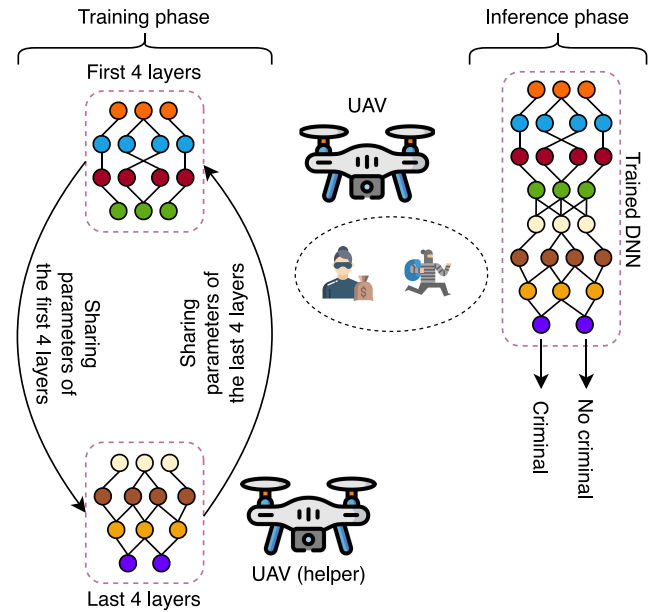 Training phase
Inference phase
First 4 layers
UAV
Trained DNN
Sharing
parameters of
the first 4 layers
Sharing
parameters of
the last 4 layers
$
Criminal
No criminal
UAV (helper)
Last 4 layers